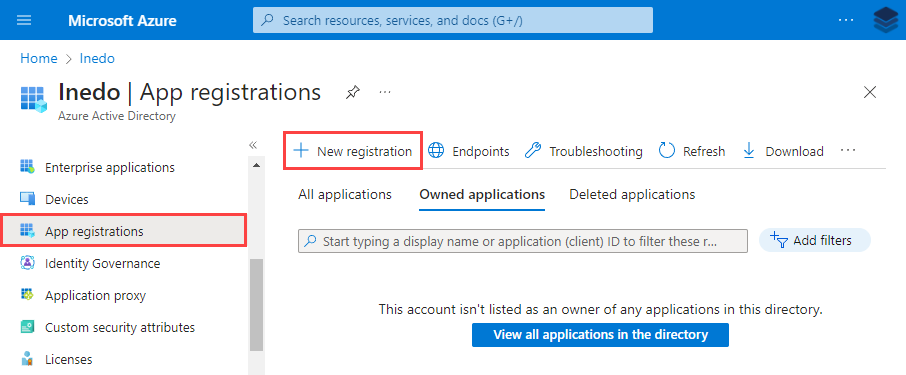 Microsoft Azure
Search resources, services, and docs (G+/)
Home > Inedo >
Inedo | App registrations
Azure Active Directory
Enterprise applications
Devices
App registrations
Identity Governance
Application proxy
Custom security attributes
Licenses
New registration Endpoints Troubleshooting Refresh Download
All applications Owned applications Deleted applications
Start typing a display name or application (client) ID to filter these r...
Add filters
This account isn't listed as an owner of any applications in this directory.
View all applications in the directory